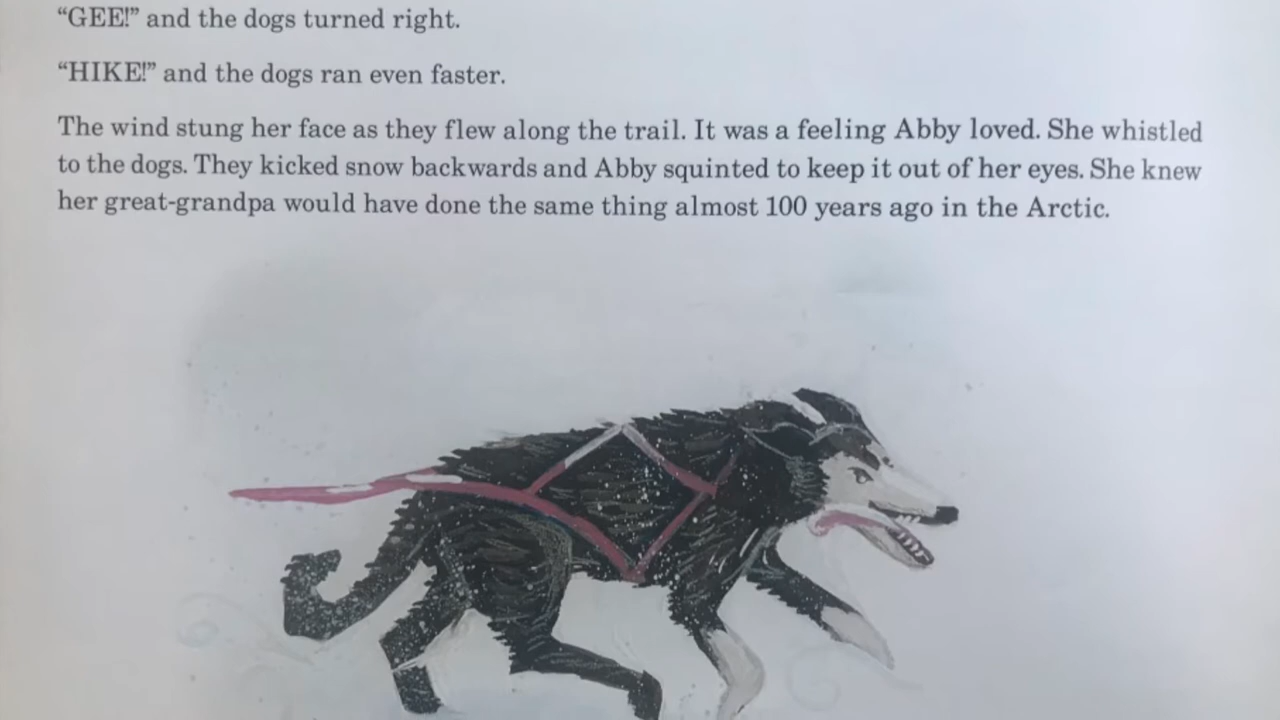 “GEE!” and the dogs turned right.
“HIKE!” and the dogs ran even faster.
The wind stung her face as they flew along the trail. It was a feeling Abby loved. She whistled
to the dogs. They kicked snow backwards and Abby squinted to keep it out of her eyes. She knew
her great-grandpa would have done the same thing almost 100 years ago in the Arctic.